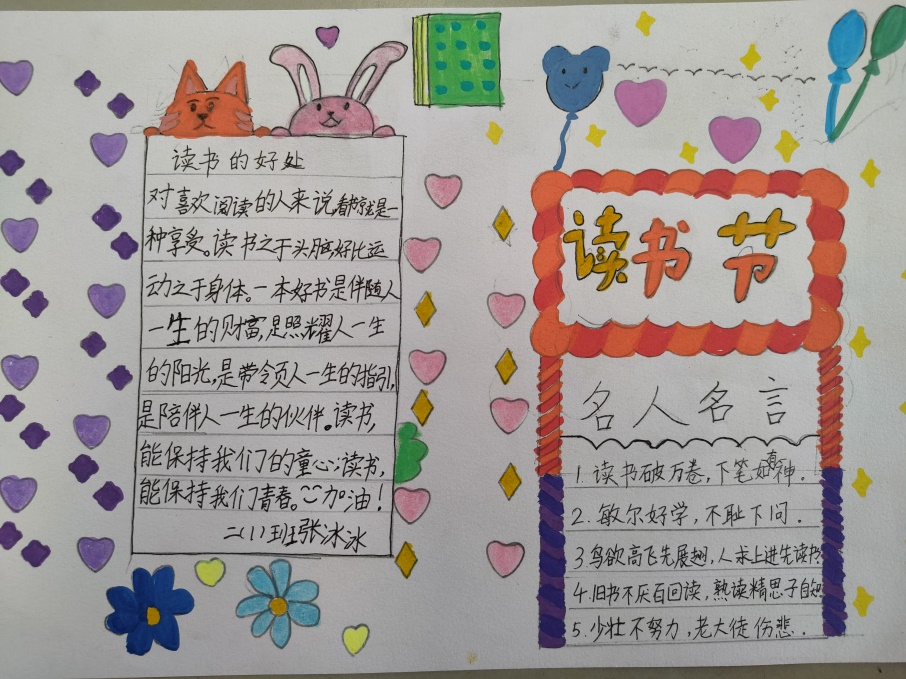 读书的好处
对喜欢阅读的人来说,看书就是一
种享受。读书之于头脑,好比运
动之于身体。一本好书是伴随人
一生的财富,是照耀人一生
的阳光,是带令页人一生的指引,
是陪伴人一生的伙伴。读书,
能保持我们的童心;读书,
能保持我们青春。加油!
二(1)班张冰冰
读书节
名人名言
1. 读书破万卷,下笔如有神.
2. 敏尔好学,不耻下问.
3 鸟欲高飞先展翅,人求上进先读书
4. 旧书不厌百回读,熟读精思子自知
5. 少壮不努力,老大徒伤悲.